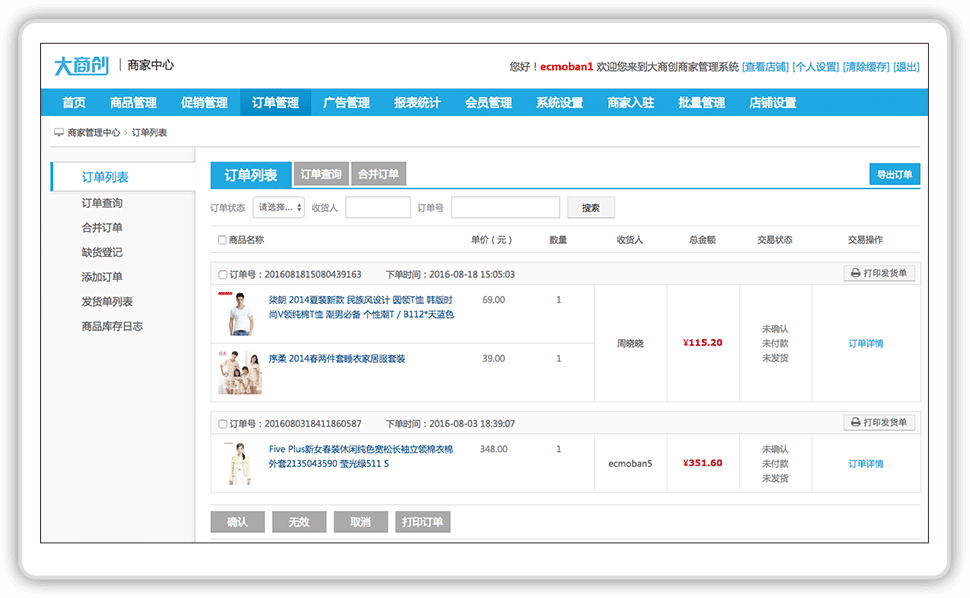 大商创 | 商家中心
您好！ecmoban1 欢迎您来到大商创商家管理系统 [查看店铺] [个人设置] [清除缓存] [退出]
首页 商品管理 促销管理 订单管理 广告管理 报表统计 会员管理 系统设置 商家入驻 批量管理 店铺设置
商家管理中心 › 订单列表
订单列表
订单查询
合并订单
缺货登记
添加订单
发货单列表
商品库存日志
订单列表 订单查询 合并订单 导出订单
订单状态 请选择... 收货人 订单号 搜索
商品名称 单价（元） 数量 收货人 总金额 交易状态 交易操作
订单号：2016081815080439163 下单时间：2016-08-18 15:05:03 打印发货单
柒朗 2014夏装新款 民族风设计 圆领T恤 韩版时 69.00 1
尚V领纯棉T恤 潮男必备 个性潮T / B112*天蓝色
序柔 2014春两件套睡衣家居服套装 39.00 1
周晓晓 ¥115.20 未确认 订单详情
未付款
未发货
订单号：2016080318411860587 下单时间：2016-08-03 18:39:07 打印发货单
Five Plus新女春装休闲纯色宽松长袖立领棉衣棉 348.00 1
外套2135043590 莹光绿511 S
ecmoban5 ¥351.60 未确认 订单详情
未付款
未发货
确认 无效 取消 打印订单